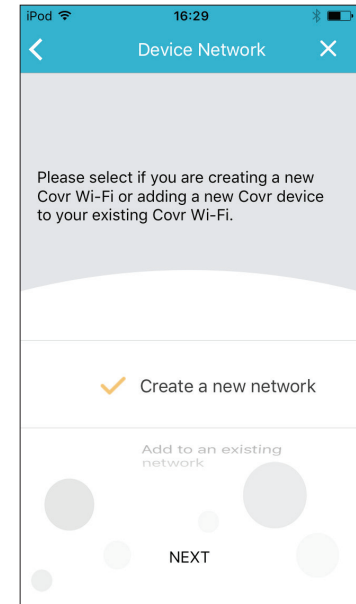 iPod 16:29
Device Network
Please select if you are creating a new
Covr Wi-Fi or adding a new Covr device
to your existing Covr Wi-Fi.
Create a new network
Add to an existing
network
NEXT